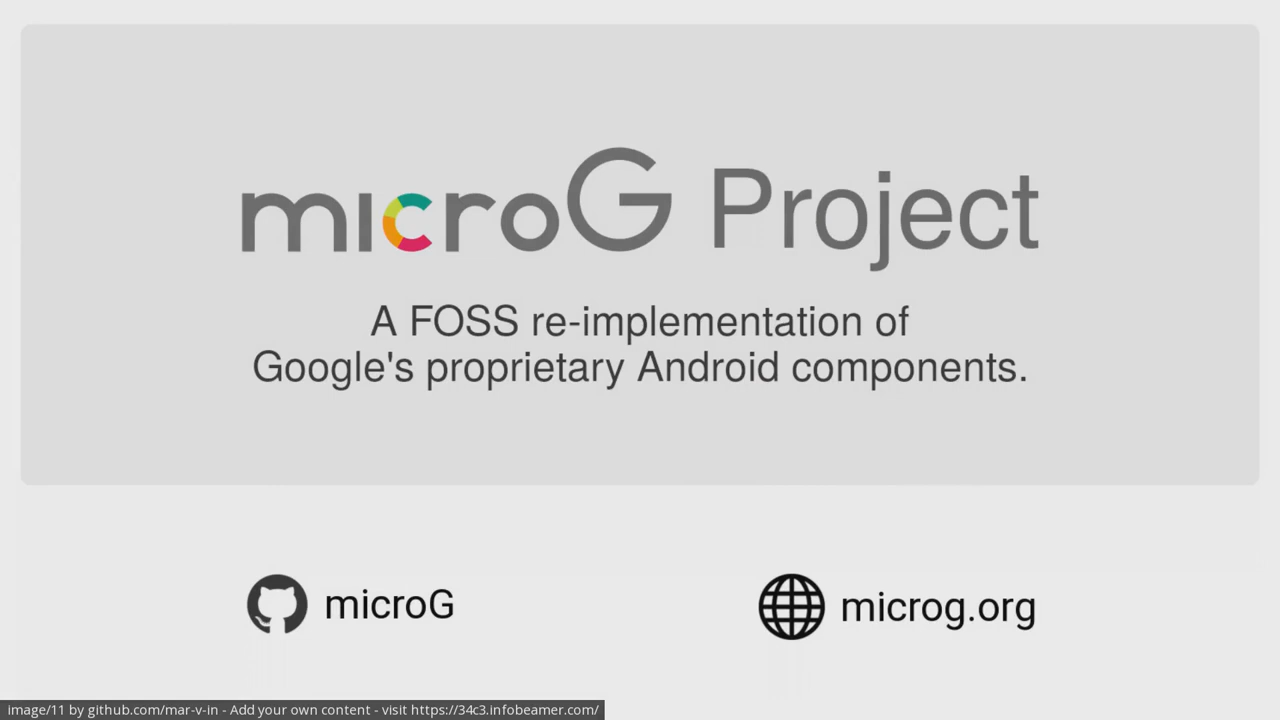 microG Project
A FOSS re-implementation of
Google's proprietary Android components.
microG
microg.org
image/11 by github.com/mar-v-in - Add your own content - visit https://34c3.infobeamer.com/